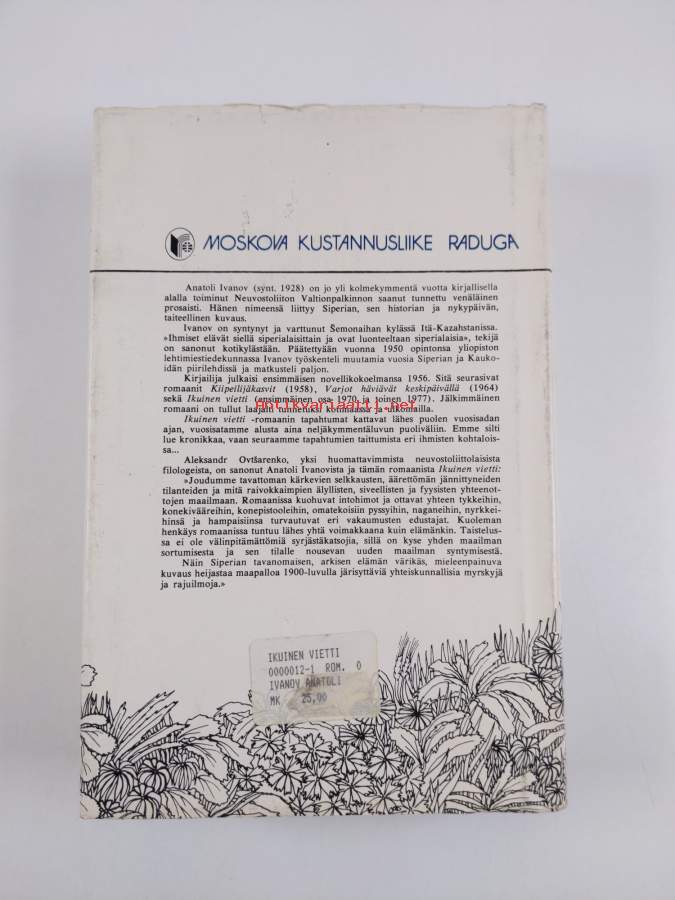 MOSKOVA KUSTANNUSLIIKE RADUGA
Anatoli Ivanov (synt. 1928) on jo yli kolmekymmentä vuotta kirjallisella
alalla toiminut Neuvostoliiton Valtionpalkinnon saanut tunnettu venäläinen
prosaisti. Hänen nimeensä liittyy Siperian, sen historian ja nykypäivän,
taiteellinen kuvaus.
Ivanov on syntynyt ja varttunut Šemonaihan kylässä Itä-Kazahstanissa.
»Ihmiset elävät siellä siperialaisittain ja ovat luonteeltaan siperialaisia», tekijä
on sanonut kotikylästään. Päätettyään vuonna 1950 opintonsa yliopiston
lehtimiestiedekunnassa Ivanov työskenteli muutamia vuosia Siperian ja Kauko-
idän piirilehdissä ja matkusteli paljon.
Kirjailija julkaisi ensimmäisen novellikokoelmansa 1956. Sitä seurasivat
romaanit Kiipeilijäkasvit (1958), Varjot häviävät keskipäivällä (1964)
sekä Ikuinen vietti (ensimmäinen osa 1970 ja toinen 1977). Jälkimmäinen
romaani on tullut laajalti tunnetuksi kotimaassa ja ulkomailla.
Kotikvariaatti.net
Ikuinen vietti -romaanin tapahtumat kattavat lähes puolen vuosisadan
ajan, vuosisatamme alusta aina neljäkymmentäluvun puoliväliin. Emme silti
lue kronikkaa, vaan seuraamme tapahtumien taittumista eri ihmisten kohtalois-
sa...
Aleksandr Ovtšarenko, yksi huomattavimmista neuvostoliittolaisista
filologeista, on sanonut Anatoli Ivanovista ja tämän romaanista Ikuinen vietti:
»Joudumme tavattoman kärkevien selkkausten, äärettömän jännittyneiden
tilanteiden ja mitä raivokkaimpien älyllisten, siveellisten ja fyysisten yhteenot-
tojen maailmaan. Romaanissa kuohuvat intohimot ja ottavat yhteen tykkeihin,
konekivääreihin, konepistooleihin, omatekoisiin pyssyihin, naganeihin, nyrkkei-
hinsä ja hampaisiinsa turvautuvat eri vakaumusten edustajat. Kuoleman
henkäys romaanissa tuntuu lähes yhtä voimakkaana kuin elämänkin. Taistelus-
sa ei ole välinpitämättömiä syrjästäkatsojia, sillä on kyse yhden maailman
sortumisesta ja sen tilalle nousevan uuden maailman syntymisestä.
Näin Siperian tavanomaisen, arkisen elämän värikäs, mieleenpainuva
kuvaus heijastaa maapalloa 1900-luvulla järisyttäviä yhteiskunnallisia myrskyjä
ja rajuilmoja.»
IKUINEN VIETTI
0000012-1 ROM. 0
IVANOV ANATOLI
MK 25,00